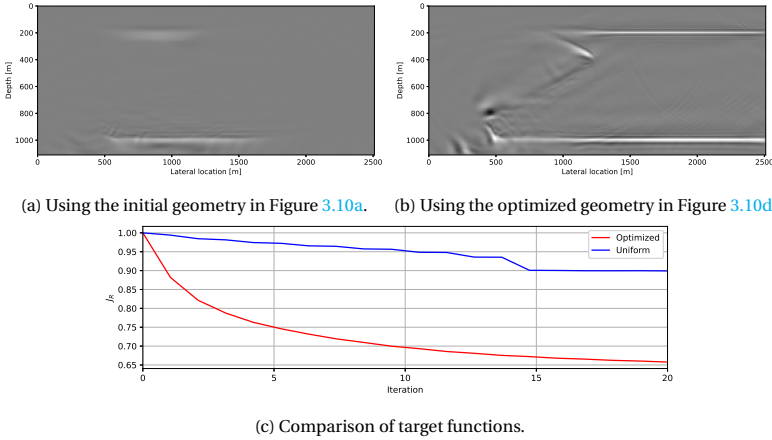 0
200
400
600
800
1000
Depth [m]
0 500 1000 1500 2000 2500
Lateral location [m]
0
200
400
600
800
1000
Depth [m]
0 500 1000 1500 2000 2500
Lateral location [m]
(a) Using the initial geometry in Figure 3.10a.
(b) Using the optimized geometry in Figure 3.10d
1.00
0.95
0.90
0.85
0.80
0.75
0.70
0.65
J_R
Optimized
Uniform
0 5 10 15 20
Iteration
(c) Comparison of target functions.